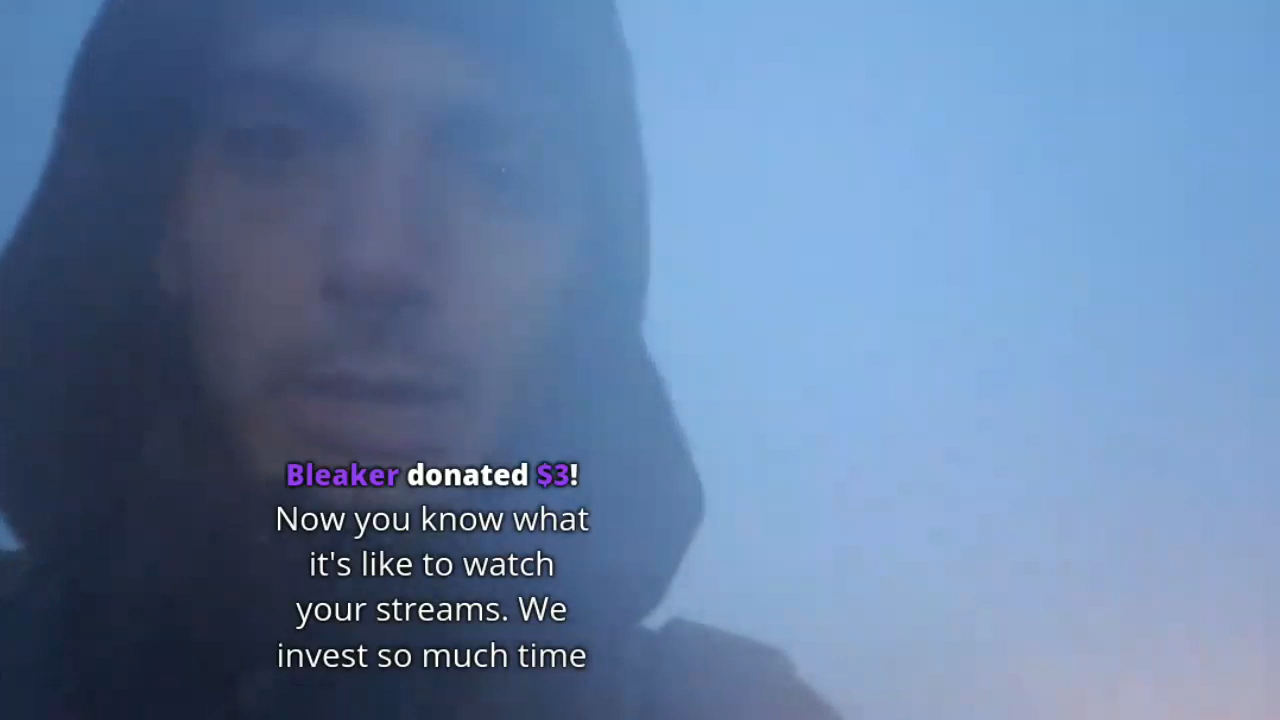 Bleaker donated $3!
Now you know what
it's like to watch
your streams. We
invest so much time